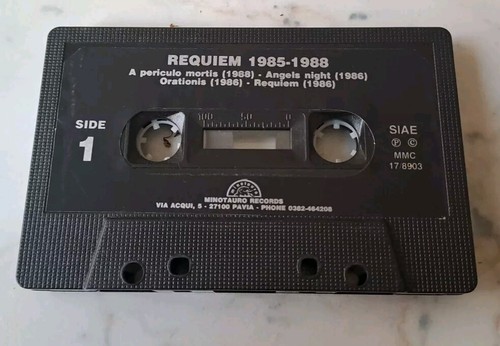 REQUIEM 1985-1988
A periculo mortis (1988) - Angels night (1986)
Orationis (1986) - Requiem (1986)
SIDE
1
100 50 0
SIAE
P C
MMC
17/8903
MINOTAURO
MINOTAURO RECORDS
VIA ACQUI, 5 - 27100 PAVIA - PHONE 0382-464208